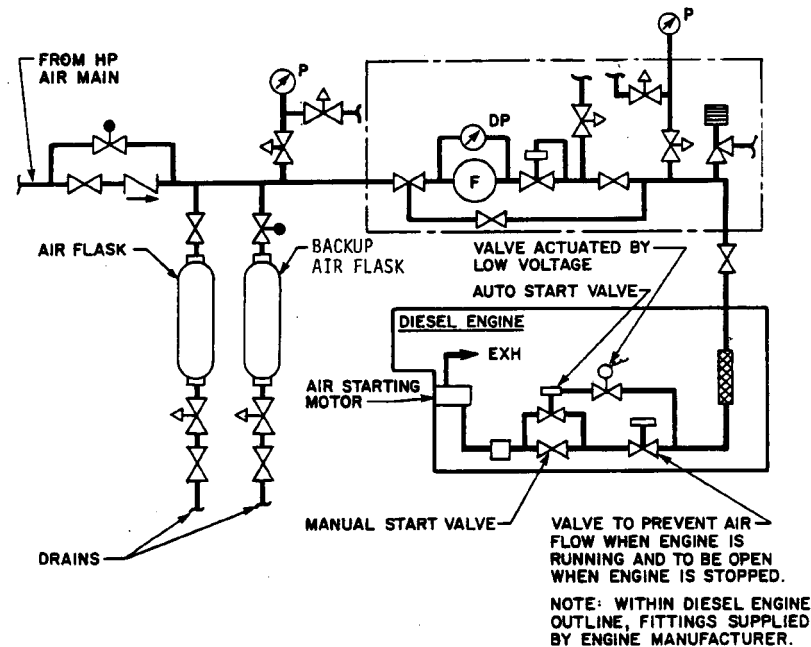 FROM HP
AIR MAIN
P
P
DP
F
AIR FLASK
BACKUP
AIR FLASK
VALVE ACTUATED BY
LOW VOLTAGE
AUTO START VALVE
DIESEL ENGINE
EXH
AIR STARTING
MOTOR
MANUAL START VALVE
VALVE TO PREVENT AIR
FLOW WHEN ENGINE IS
RUNNING AND TO BE OPEN
WHEN ENGINE IS STOPPED.
DRAINS
NOTE: WITHIN DIESEL ENGINE
OUTLINE, FITTINGS SUPPLIED
BY ENGINE MANUFACTURER.